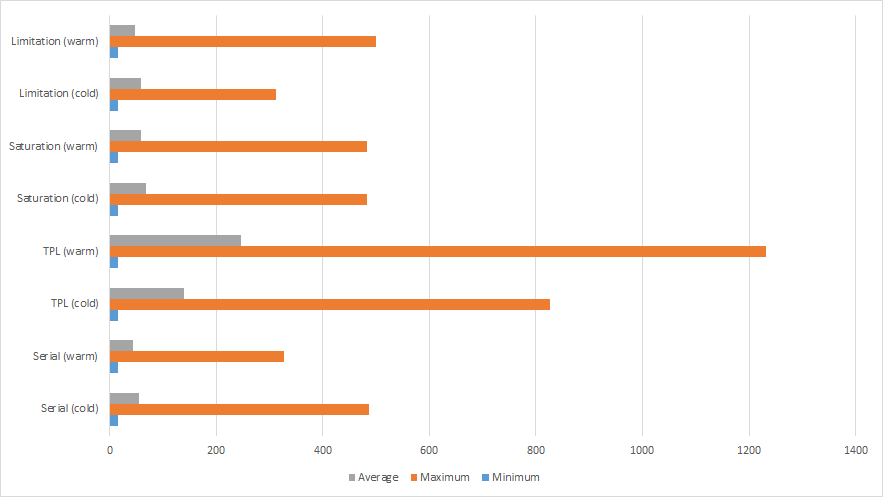 Limitation (warm)
Limitation (cold)
Saturation (warm)
Saturation (cold)
TPL (warm)
TPL (cold)
Serial (warm)
Serial (cold)
0 200 400 600 800 1000 1200 1400
Average Maximum Minimum